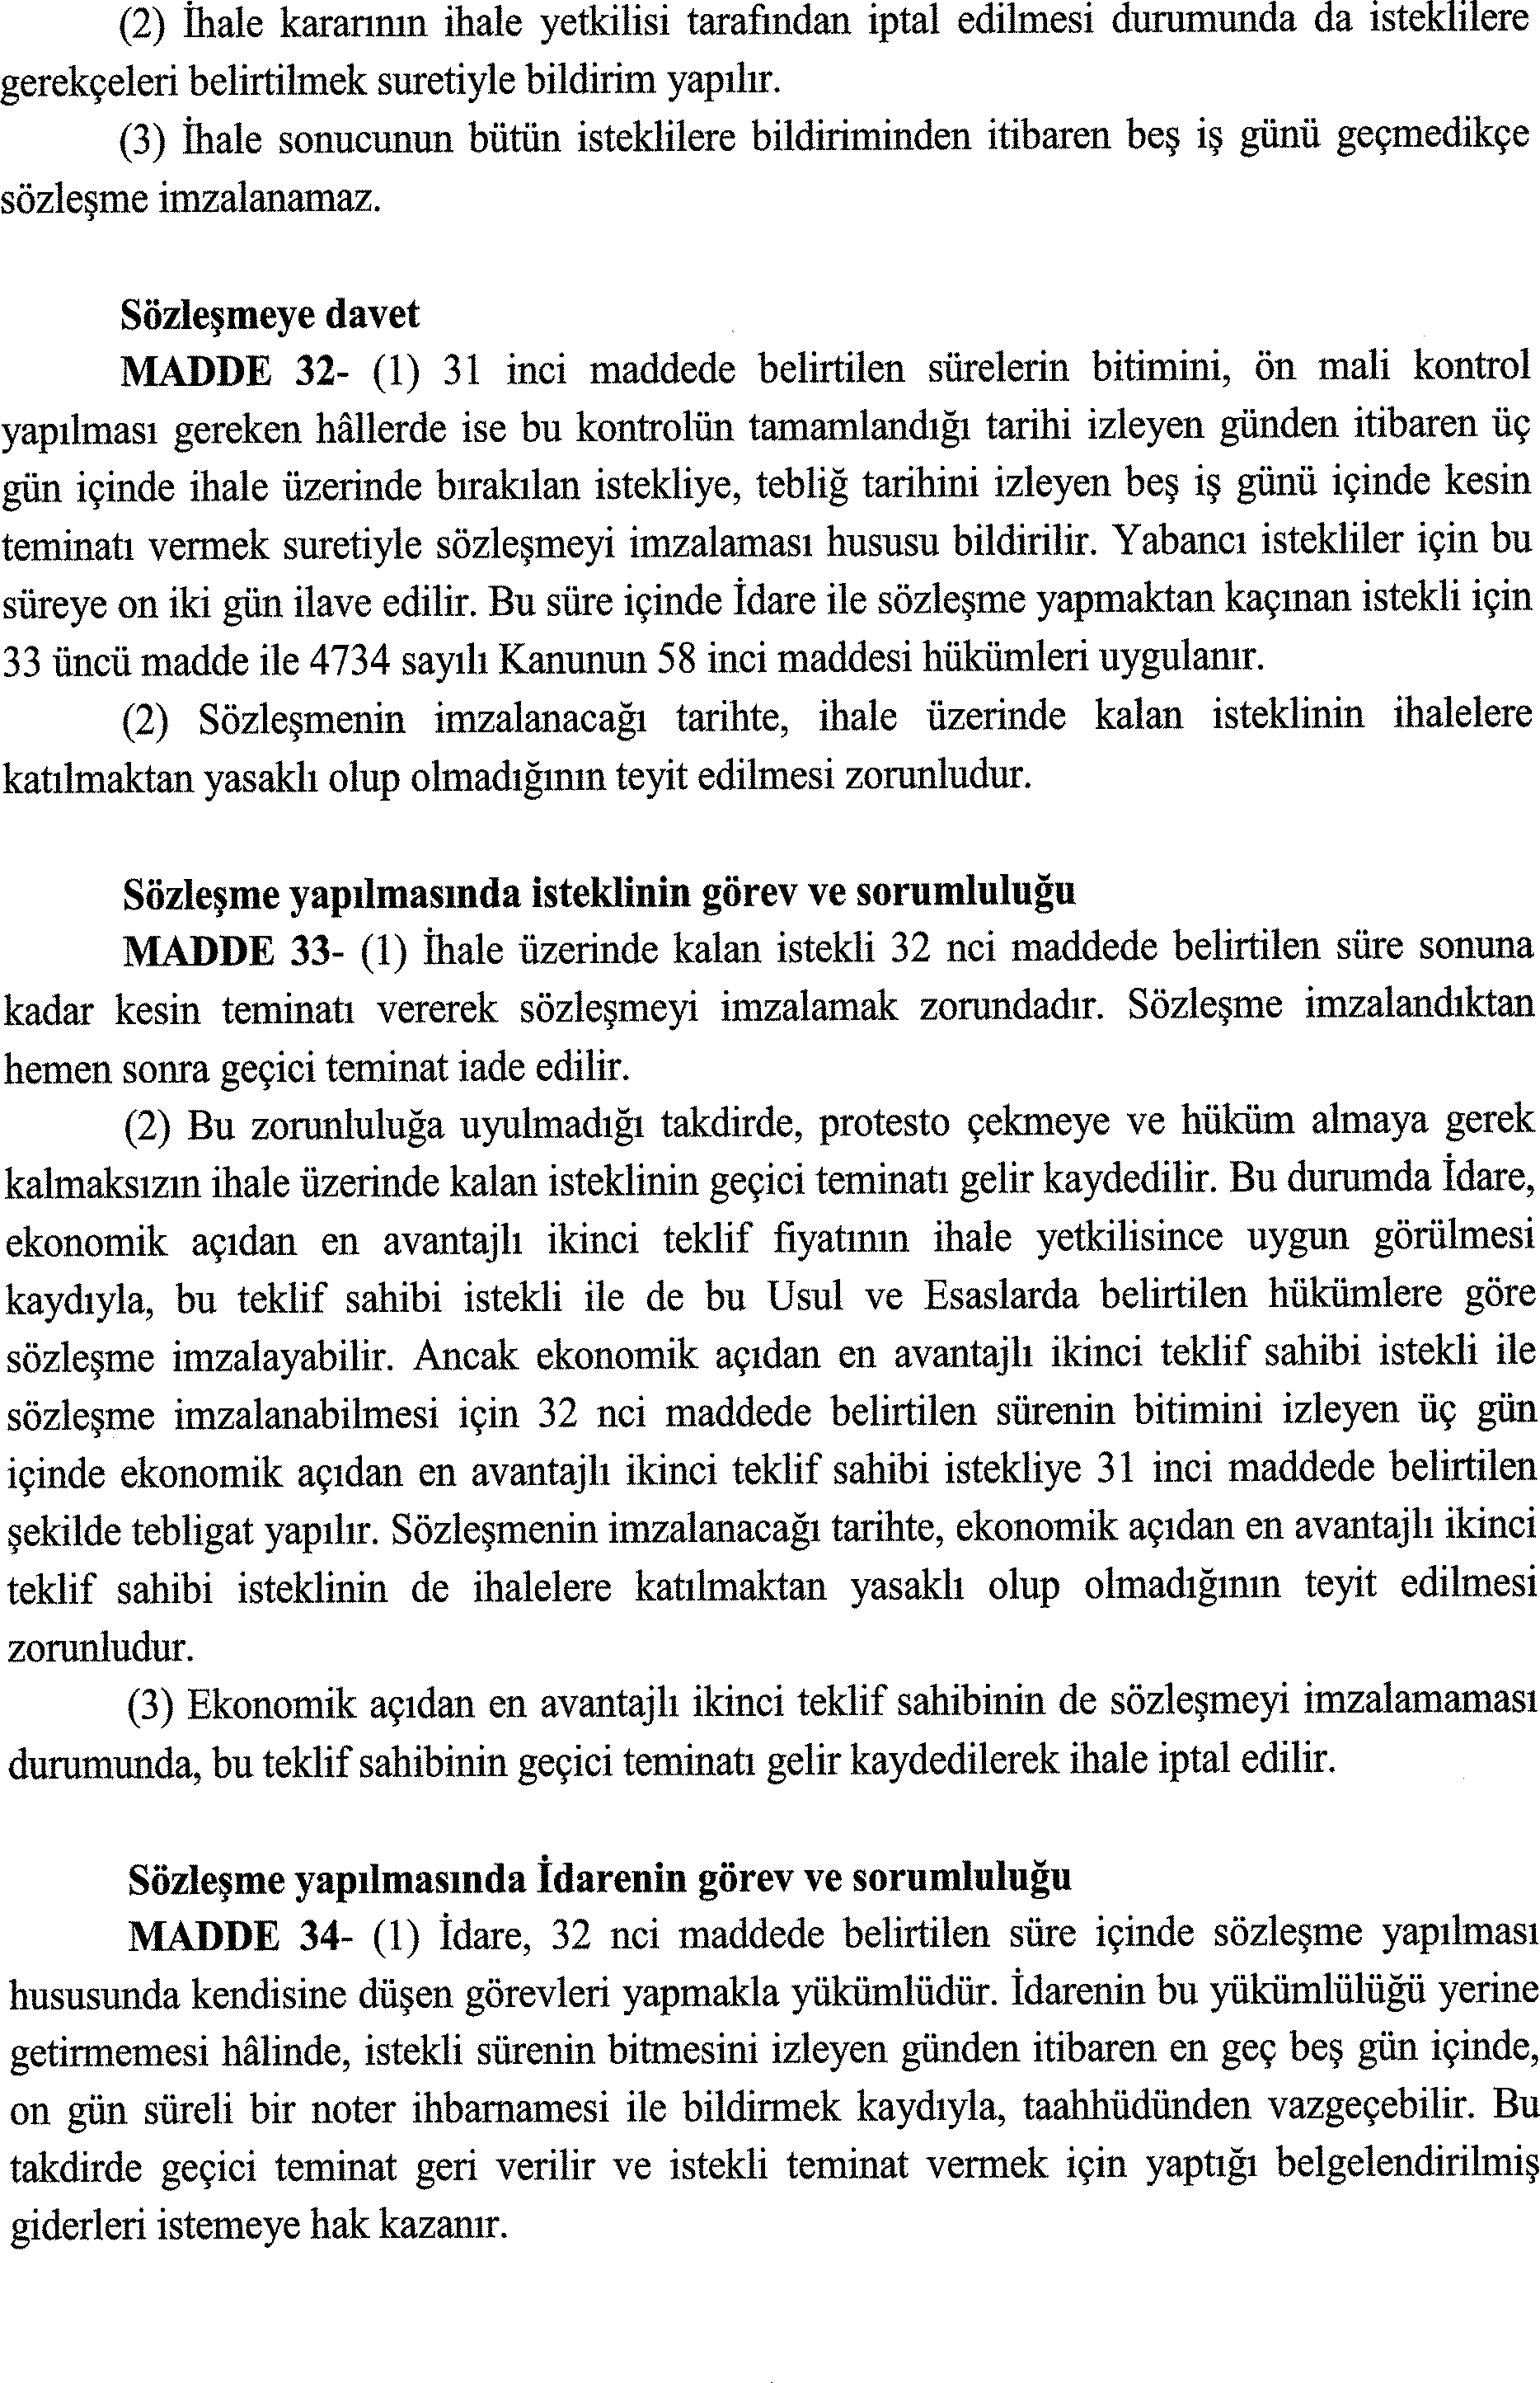 (2) İhale kararının ihale yetkilisi tarafından iptal edilmesi durumunda da isteklilere
gerekçeleri belirtilmek suretiyle bildirim yapılır.
(3) İhale sonucunun bütün isteklilere bildiriminden itibaren beş iş günü geçmedikçe
sözleşme imzalanamaz.
Sözleşmeye davet
MADDE 32- (1) 31 inci maddede belirtilen sürelerin bitimini, ön mali kontrol
yapılması gereken hâllerde ise bu kontrolün tamamlandığı tarihi izleyen günden itibaren üç
gün içinde ihale üzerinde bırakılan istekliye, tebliğ tarihini izleyen beş iş günü içinde kesin
teminatı vermek suretiyle sözleşmeyi imzalaması hususu bildirilir. Yabancı istekliler için bu
süreye on iki gün ilave edilir. Bu süre içinde İdare ile sözleşme yapmaktan kaçınan istekli için
33 üncü madde ile 4734 sayılı Kanunun 58 inci maddesi hükümleri uygulanır.
(2) Sözleşmenin imzalanacağı tarihte, ihale üzerinde kalan isteklinin ihalelere
katılmaktan yasaklı olup olmadığının teyit edilmesi zorunludur.
Sözleşme yapılmasında isteklinin görev ve sorumluluğu
MADDE 33- (1) İhale üzerinde kalan istekli 32 nci maddede belirtilen süre sonuna
kadar kesin teminatı vererek sözleşmeyi imzalamak zorundadır. Sözleşme imzalandıktan
hemen sonra geçici teminat iade edilir.
(2) Bu zorunluluğa uyulmadığı takdirde, protesto çekmeye ve hüküm almaya gerek
kalmaksızın ihale üzerinde kalan isteklinin geçici teminatı gelir kaydedilir. Bu durumda İdare,
ekonomik açıdan en avantajlı ikinci teklif fiyatının ihale yetkilisince uygun görülmesi
kaydıyla, bu teklif sahibi istekli ile de bu Usul ve Esaslarda belirtilen hükümlere göre
sözleşme imzalayabilir. Ancak ekonomik açıdan en avantajlı ikinci teklif sahibi istekli ile
sözleşme imzalanabilmesi için 32 nci maddede belirtilen sürenin bitimini izleyen üç gün
içinde ekonomik açıdan en avantajlı ikinci teklif sahibi istekliye 31 inci maddede belirtilen
şekilde tebligat yapılır. Sözleşmenin imzalanacağı tarihte, ekonomik açıdan en avantajlı ikinci
teklif sahibi isteklinin de ihalelere katılmaktan yasaklı olup olmadığının teyit edilmesi
zorunludur.
(3) Ekonomik açıdan en avantajlı ikinci teklif sahibinin de sözleşmeyi imzalamaması
durumunda, bu teklif sahibinin geçici teminatı gelir kaydedilerek ihale iptal edilir.
Sözleşme yapılmasında İdarenin görev ve sorumluluğu
MADDE 34- (1) İdare, 32 nci maddede belirtilen süre içinde sözleşme yapılması
hususunda kendisine düşen görevleri yapmakla yükümlüdür. İdarenin bu yükümlülüğü yerine
getirmemesi hâlinde, istekli sürenin bitmesini izleyen günden itibaren en geç beş gün içinde,
on gün süreli bir noter ihbarnamesi ile bildirmek kaydıyla, taahhüdünden vazgeçebilir. Bu
takdirde geçici teminat geri verilir ve istekli teminat vermek için yaptığı belgelendirilmiş
giderleri istemeye hak kazanır.